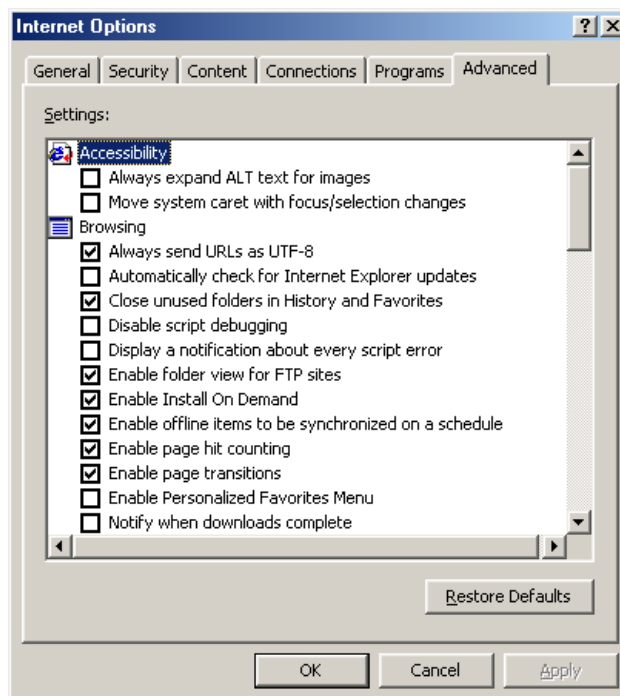 Internet Options
General Security Content Connections Programs Advanced
Settings:
Accessibility
Always expand ALT text for images
Move system caret with focus/selection changes
Browsing
Always send URLs as UTF-8
Automatically check for Internet Explorer updates
Close unused folders in History and Favorites
Disable script debugging
Display a notification about every script error
Enable folder view for FTP sites
Enable Install On Demand
Enable offline items to be synchronized on a schedule
Enable page hit counting
Enable page transitions
Enable Personalized Favorites Menu
Notify when downloads complete
Restore Defaults
OK Cancel Apply